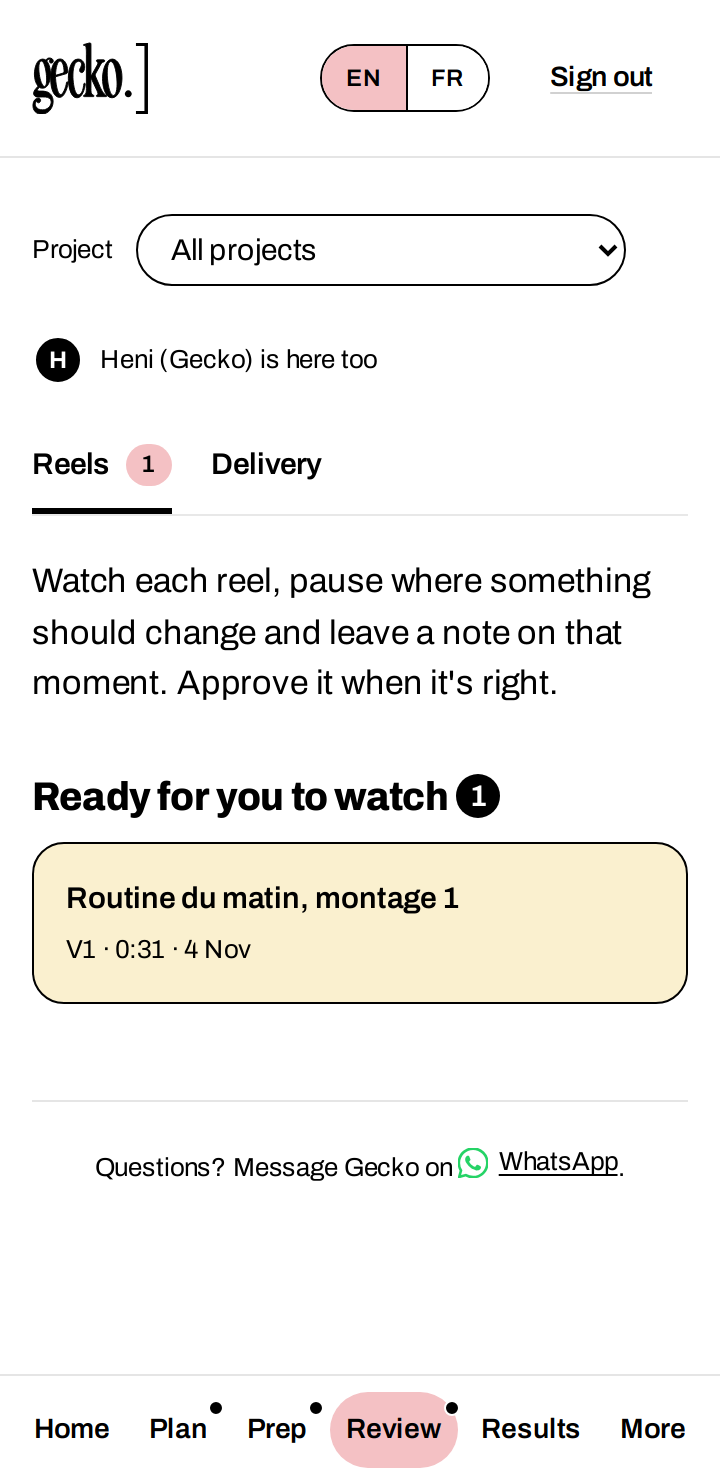 gecko.]
EN FR
Sign out
Project
All projects
H
Heni (Gecko) is here too
Reels 1
Delivery
Watch each reel, pause where something
should change and leave a note on that
moment. Approve it when it's right.
Ready for you to watch 1
Routine du matin, montage 1
V1 · 0:31 · 4 Nov
Questions? Message Gecko on WhatsApp.
Home Plan Prep Review Results More